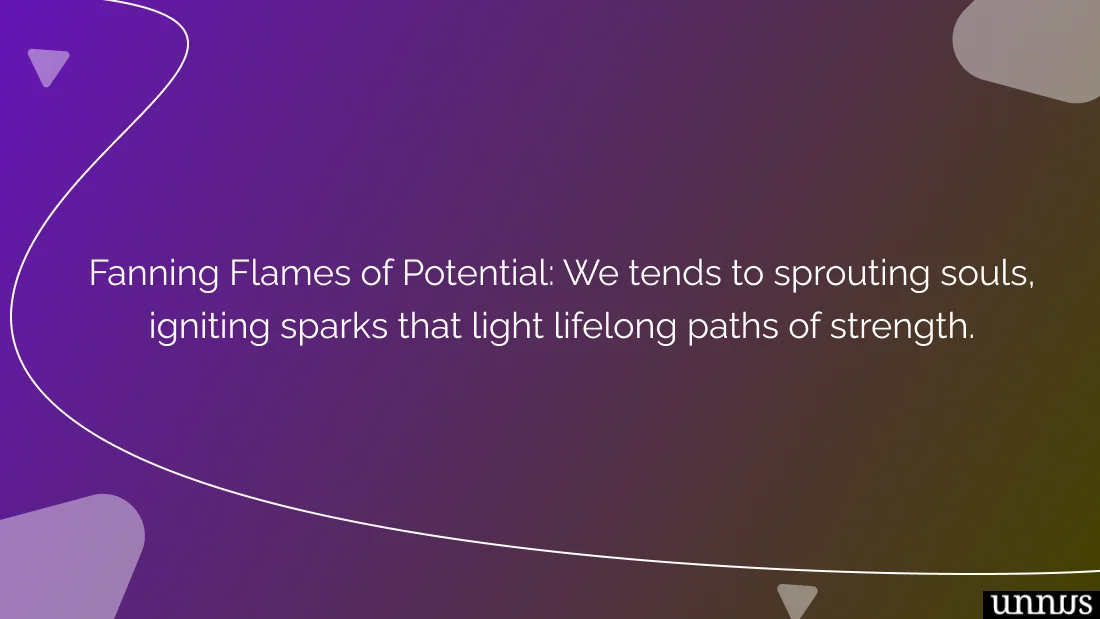 Fanning Flames of Potential: We tends to sprouting souls,
igniting sparks that light lifelong paths of strength.
unnus